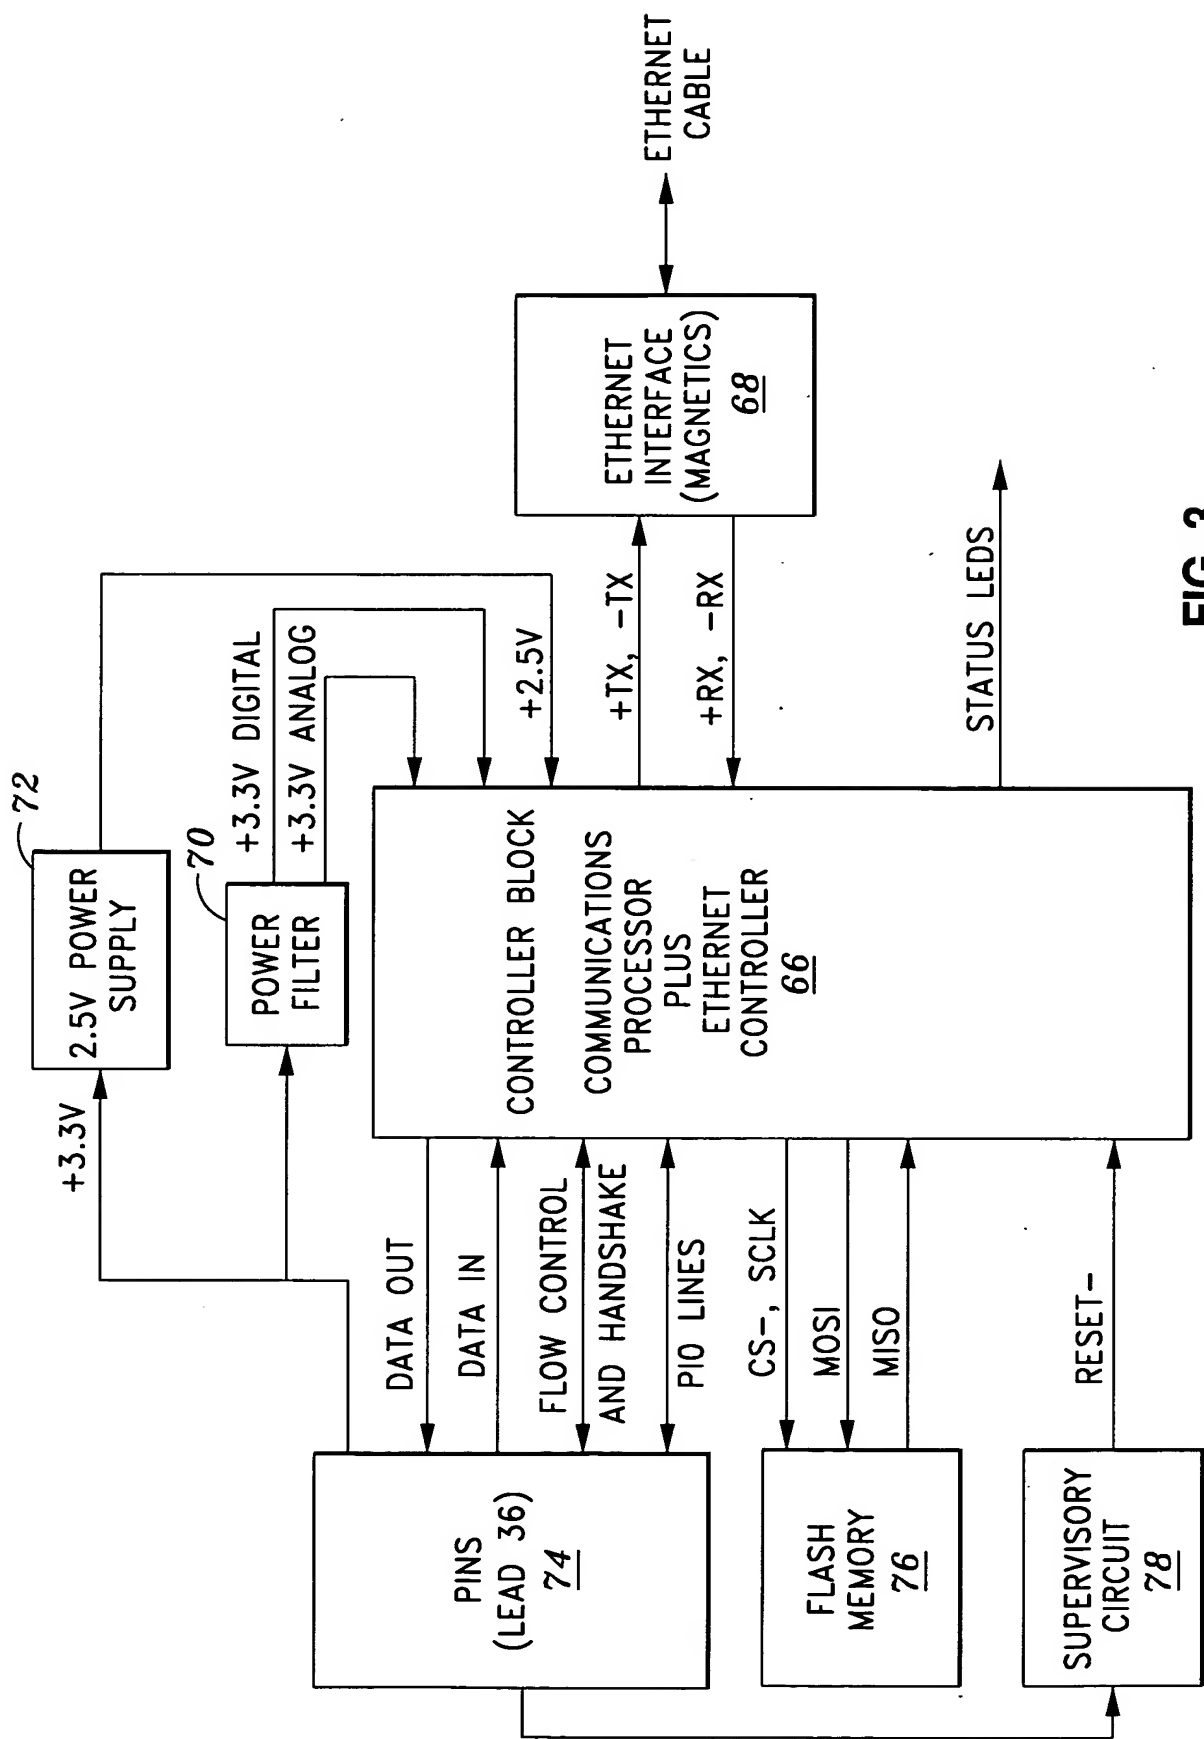 72
2.5V POWER
SUPPLY
+3.3V
70
POWER
FILTER
+3.3V DIGITAL
+3.3V ANALOG
+2.5V
PINS
(LEAD 36)
74
DATA OUT
DATA IN
FLOW CONTROL
AND HANDSHAKE
PIO LINES
CONTROLLER BLOCK
COMMUNICATIONS
PROCESSOR
PLUS
ETHERNET
CONTROLLER
66
+TX, -TX
+RX, -RX
ETHERNET
INTERFACE
(MAGNETICS)
68
ETHERNET
CABLE
FLASH
MEMORY
76
CS-, SCLK
MOSI
MISO
STATUS LEDS
SUPERVISORY
CIRCUIT
78
RESET-
FIG. 3